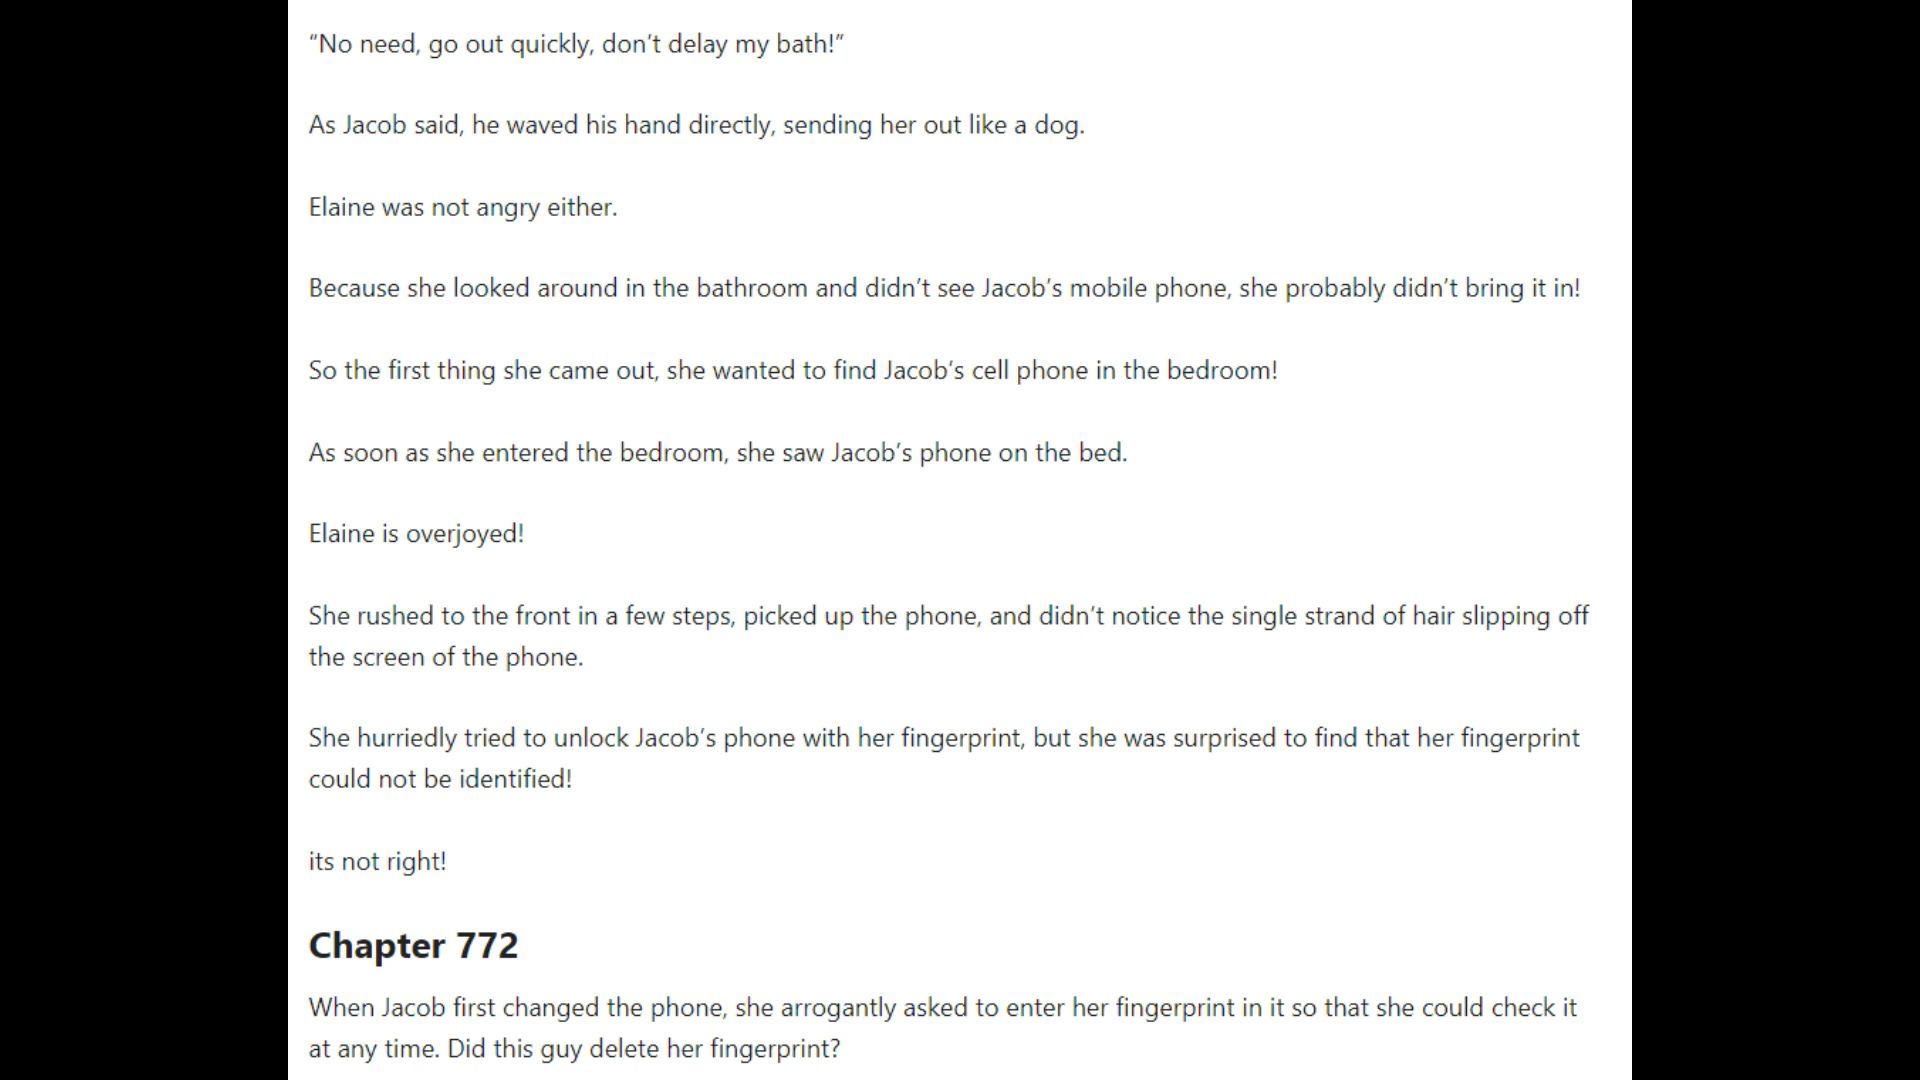 “No need, go out quickly, don’t delay my bath!”
As Jacob said, he waved his hand directly, sending her out like a dog.
Elaine was not angry either.
Because she looked around in the bathroom and didn’t see Jacob’s mobile phone, she probably didn’t bring it in!
So the first thing she came out, she wanted to find Jacob’s cell phone in the bedroom!
As soon as she entered the bedroom, she saw Jacob’s phone on the bed.
Elaine is overjoyed!
She rushed to the front in a few steps, picked up the phone, and didn’t notice the single strand of hair slipping off
the screen of the phone.
She hurriedly tried to unlock Jacob’s phone with her fingerprint, but she was surprised to find that her fingerprint
could not be identified!
its not right!
Chapter 772
When Jacob first changed the phone, she arrogantly asked to enter her fingerprint in it so that she could check it
at any time. Did this guy delete her fingerprint?